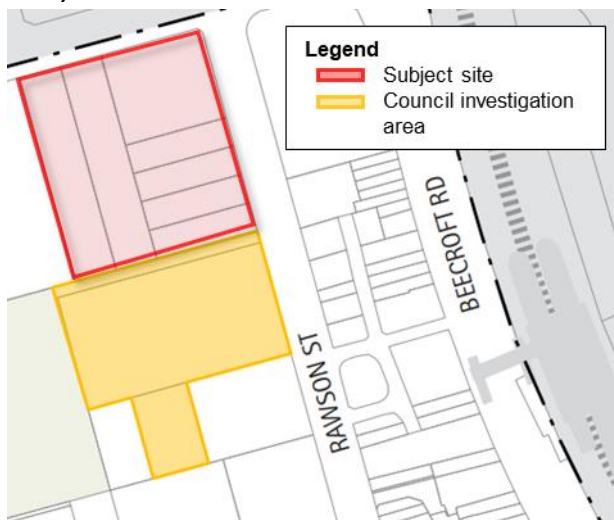 Legend
Subject site
Council investigation
area
BEECROFT RD
RAWSON ST